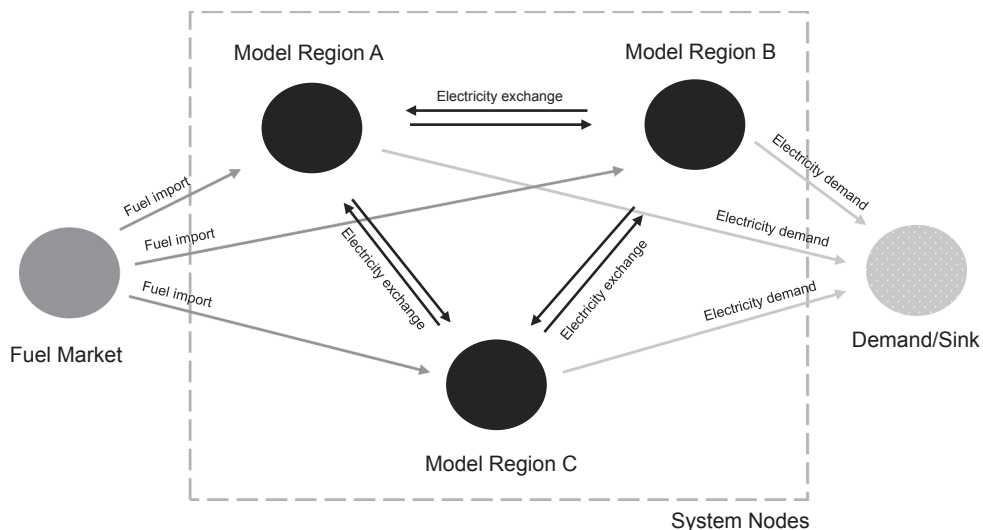 Model Region A
Model Region B
Electricity exchange
Fuel import
Electricity demand
Fuel import
Electricity exchange
Electricity exchange
Electricity demand
Fuel import
Electricity demand
Fuel Market
Demand/Sink
Model Region C
System Nodes